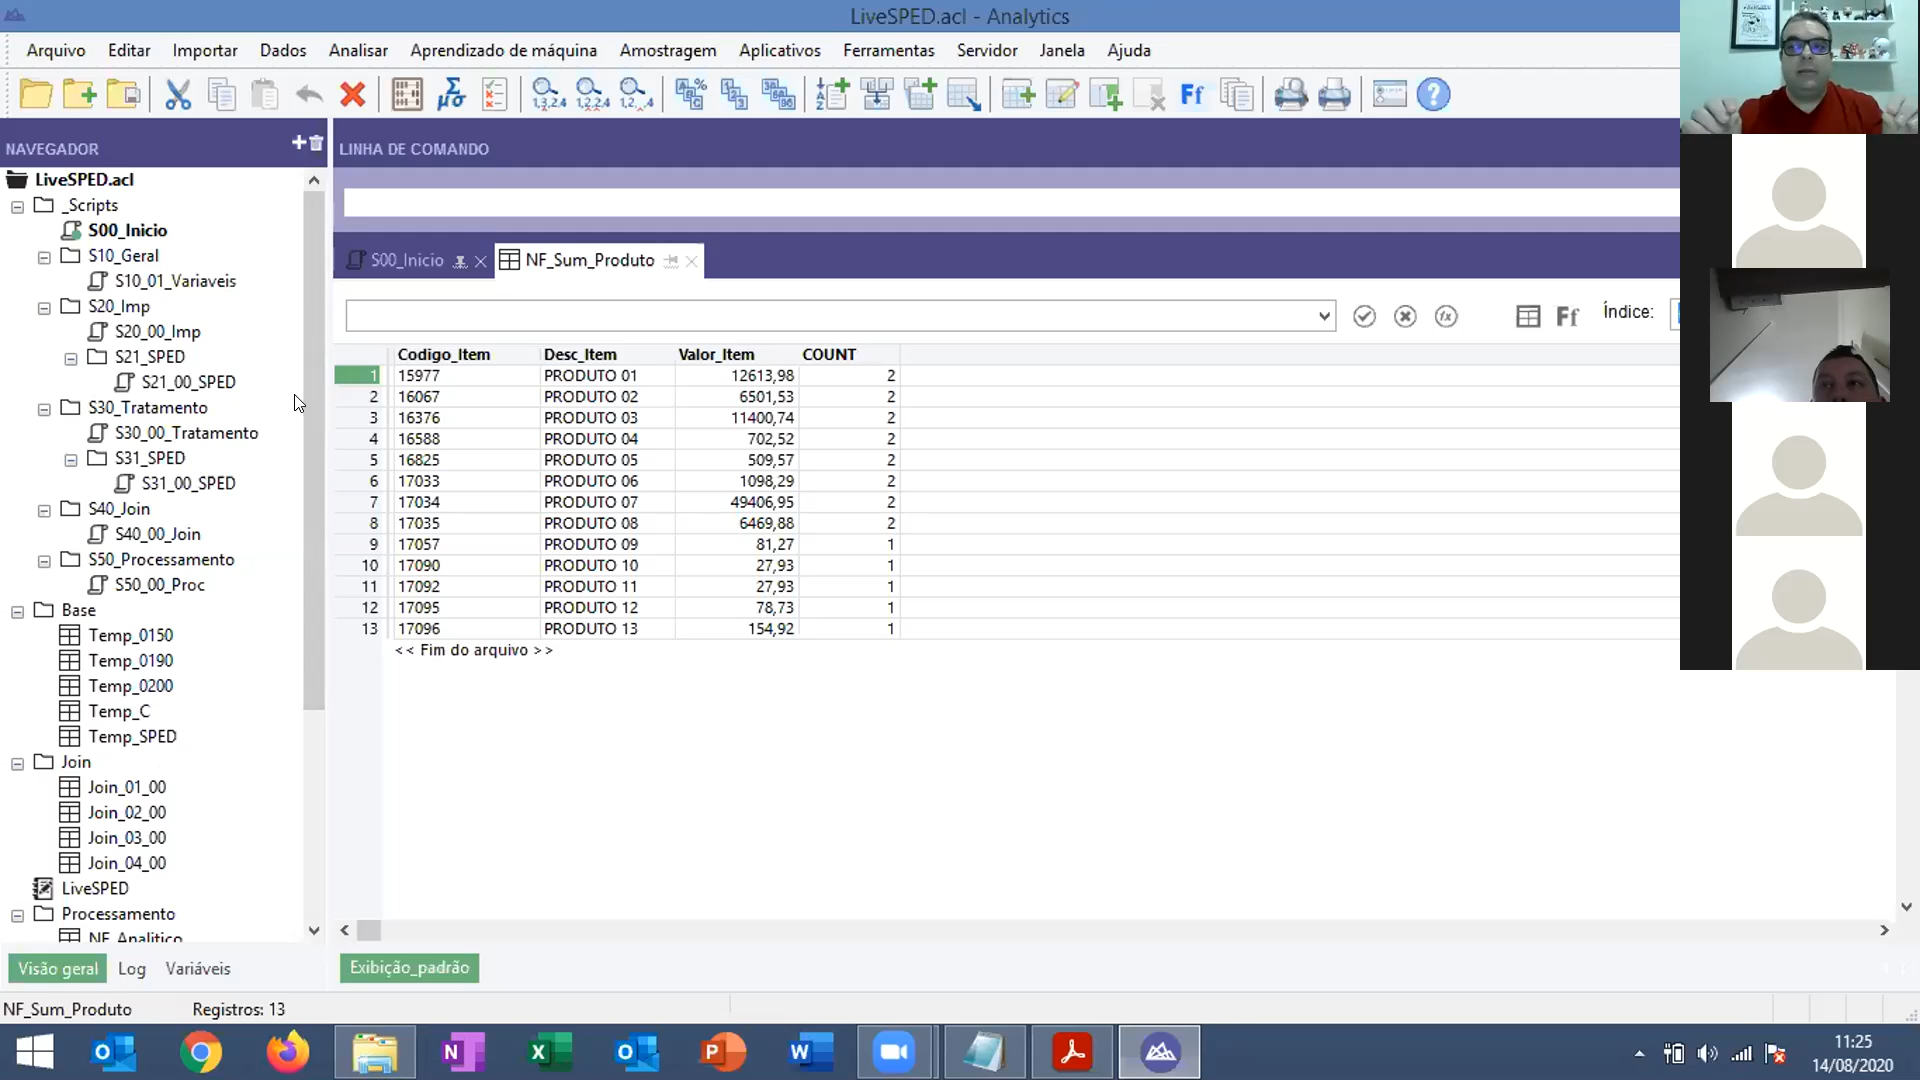 LiveSPED.acl - Analytics
Arquivo Editar Importar Dados Analisar Aprendizado de máquina Amostragem Aplicativos Ferramentas Servidor Janela Ajuda
NAVEGADOR
LiveSPED.acl
_Scripts
S00_Inicio
S10_Geral
S10_01_Variaveis
S20_Imp
S20_00_Imp
S21_SPED
S21_00_SPED
S30_Tratamento
S30_00_Tratamento
S31_SPED
S31_00_SPED
S40_Join
S40_00_Join
S50_Processamento
S50_00_Proc
Base
Temp_0150
Temp_0190
Temp_0200
Temp_C
Temp_SPED
Join
Join_01_00
Join_02_00
Join_03_00
Join_04_00
LiveSPED
Processamento
NF_Analitico
Visão geral Log Variáveis
LINHA DE COMANDO
S00_Inicio NF_Sum_Produto
Ff Índice:
Codigo_Item Desc_Item Valor_Item COUNT
1 15977 PRODUTO 01 12613,98 2
2 16067 PRODUTO 02 6501,53 2
3 16376 PRODUTO 03 11400,74 2
4 16588 PRODUTO 04 702,52 2
5 16825 PRODUTO 05 509,57 2
6 17033 PRODUTO 06 1098,29 2
7 17034 PRODUTO 07 49406,95 2
8 17035 PRODUTO 08 6469,88 2
9 17057 PRODUTO 09 81,27 1
10 17090 PRODUTO 10 27,93 1
11 17092 PRODUTO 11 27,93 1
12 17095 PRODUTO 12 78,73 1
13 17096 PRODUTO 13 154,92 1
<< Fim do arquivo >>
Exibição_padrão
NF_Sum_Produto Registros: 13
11:25
14/08/2020